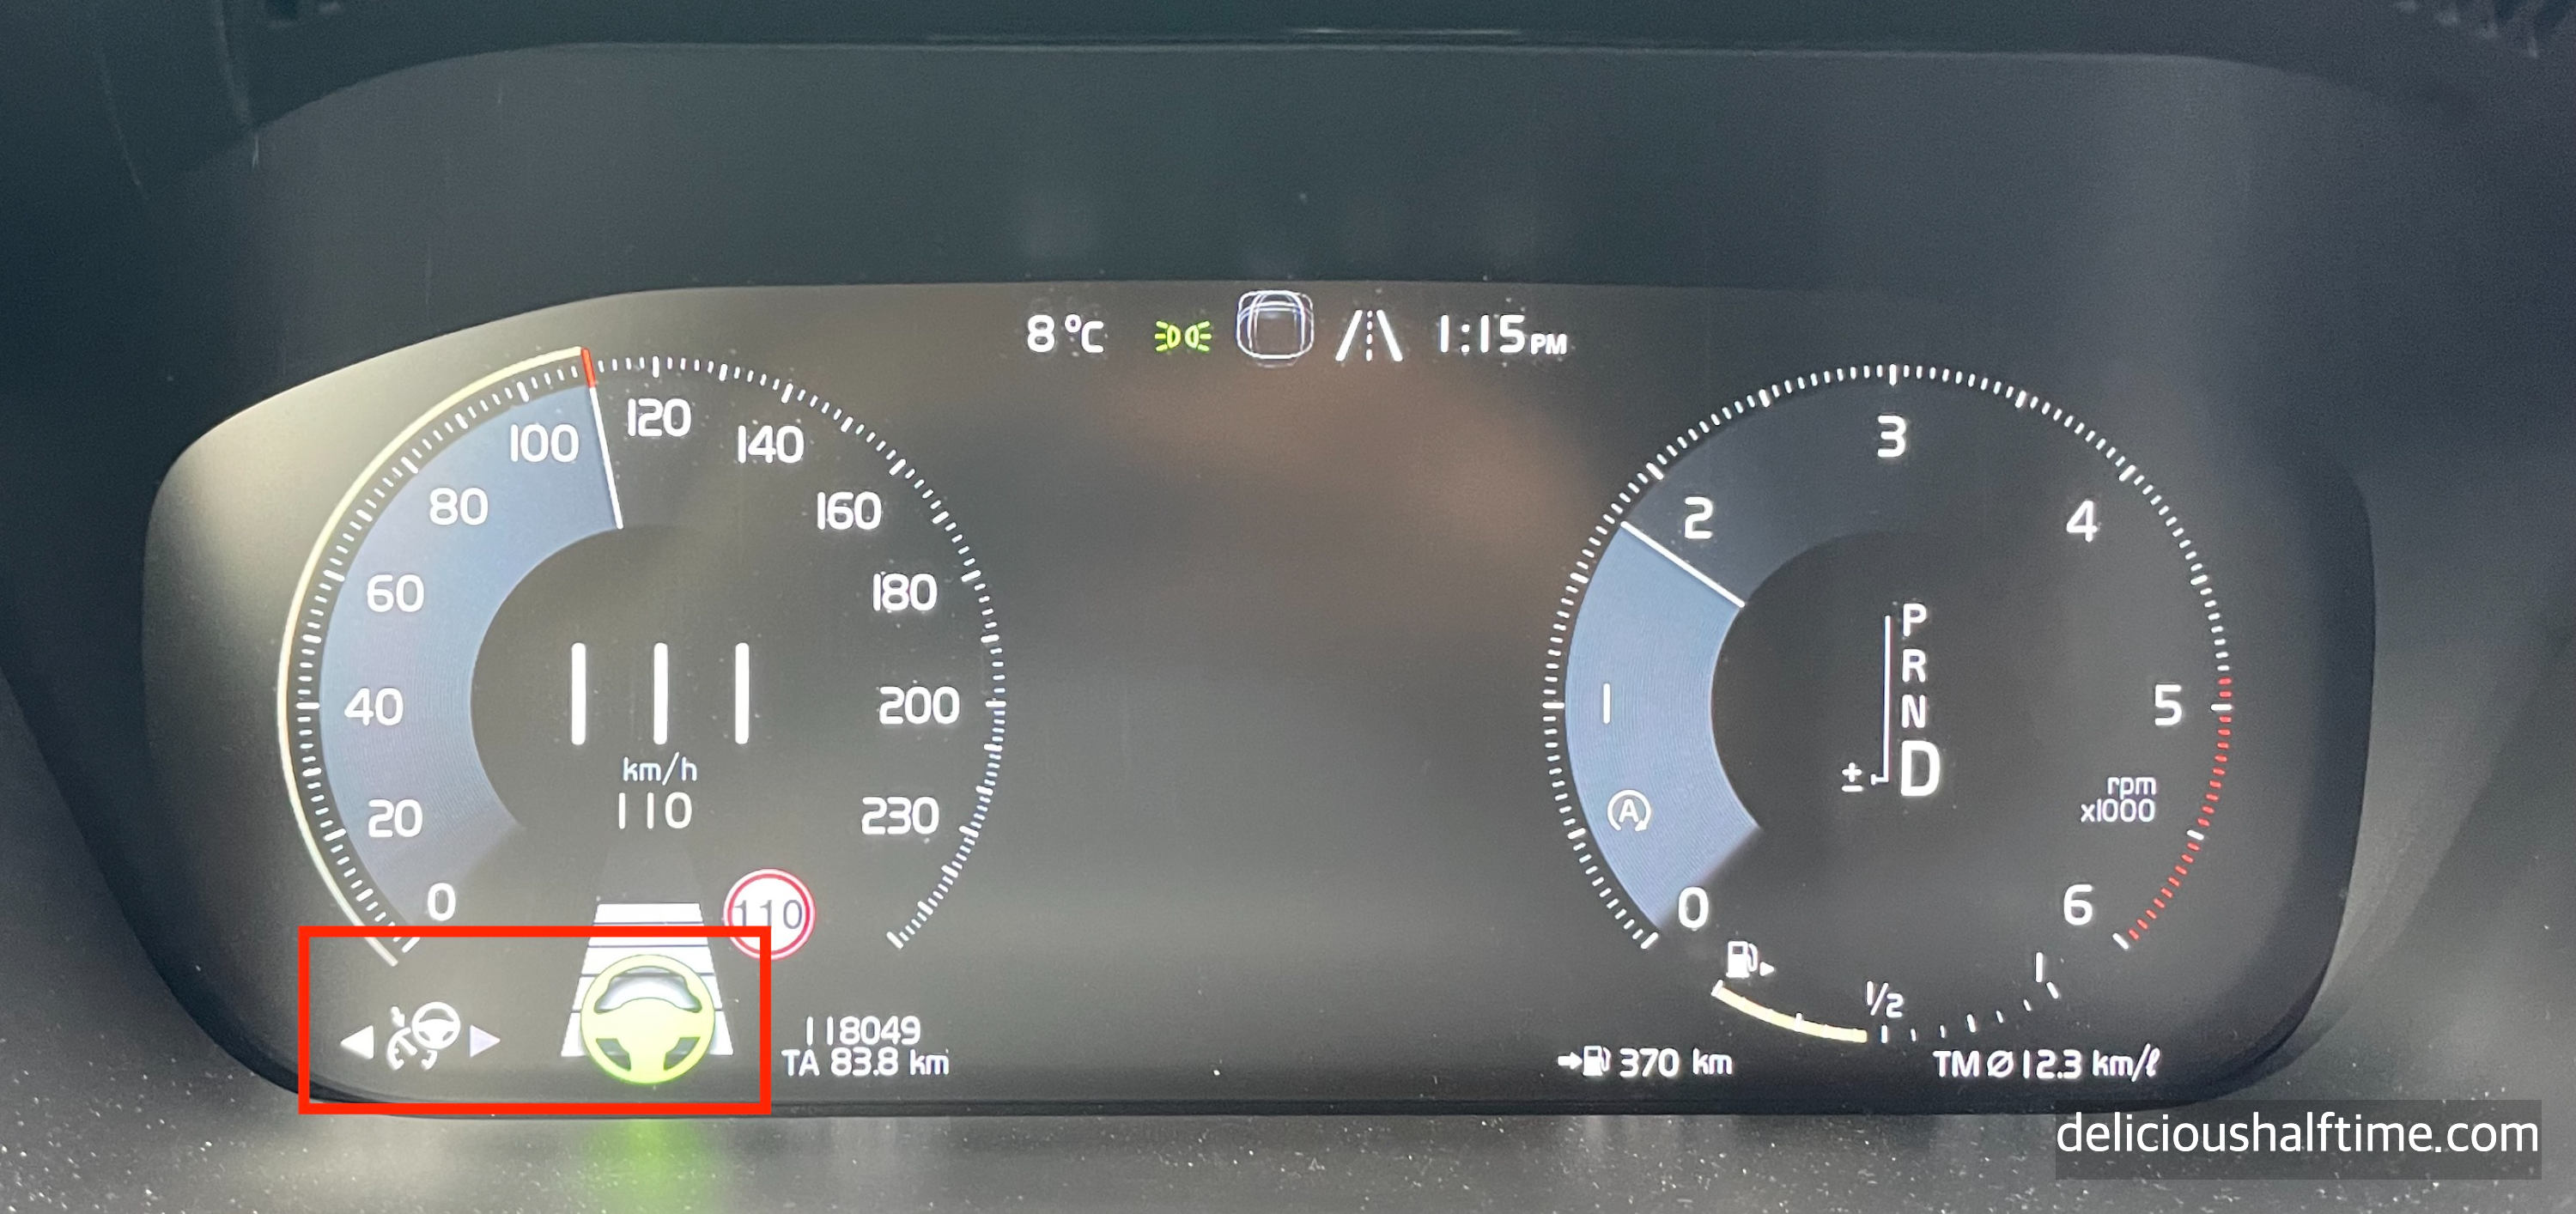 8°C 1:15PM
0
20
40
60
80
100
120
140
160
180
200
230
111
km/h
110
110
118049
TA 83.8 km
0
1
2
3
4
5
6
A
P
R
N
D
±
rpm
x1000
1/2
1
370 km
TM Ø 12.3 km/ℓ
delicioushalftime.com